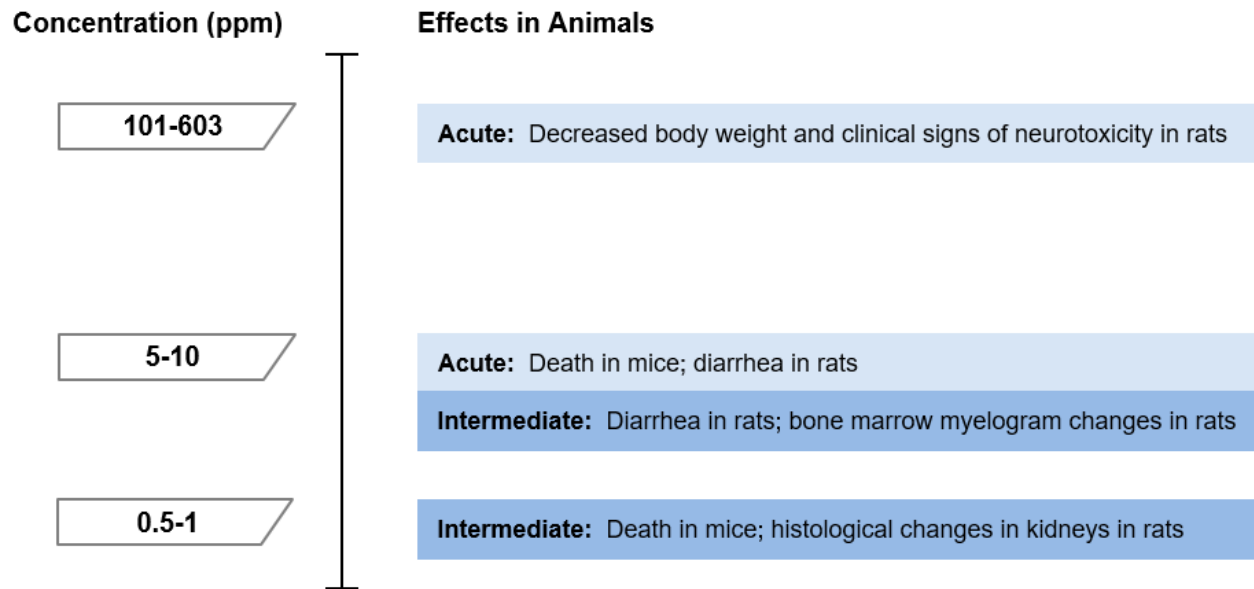 Concentration (ppm) Effects in Animals
101-603 Acute: Decreased body weight and clinical signs of neurotoxicity in rats
5-10 Acute: Death in mice; diarrhea in rats
Intermediate: Diarrhea in rats; bone marrow myelogram changes in rats
0.5-1 Intermediate: Death in mice; histological changes in kidneys in rats